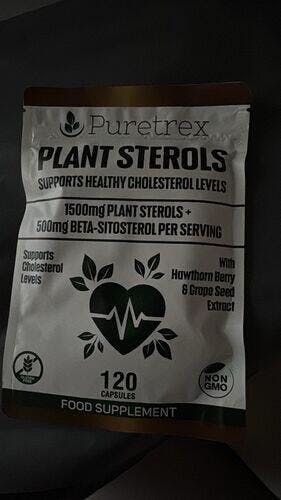 Puretrex
PLANT STEROLS
SUPPORTS HEALTHY CHOLESTEROL LEVELS
1500mg PLANT STEROLS +
500mg BETA-SITOSTEROL PER SERVING
Supports
Cholesterol
Levels
With
Hawthorn Berry
& Grape Seed
Extract
120
CAPSULES
NON
GMO
FOOD SUPPLEMENT